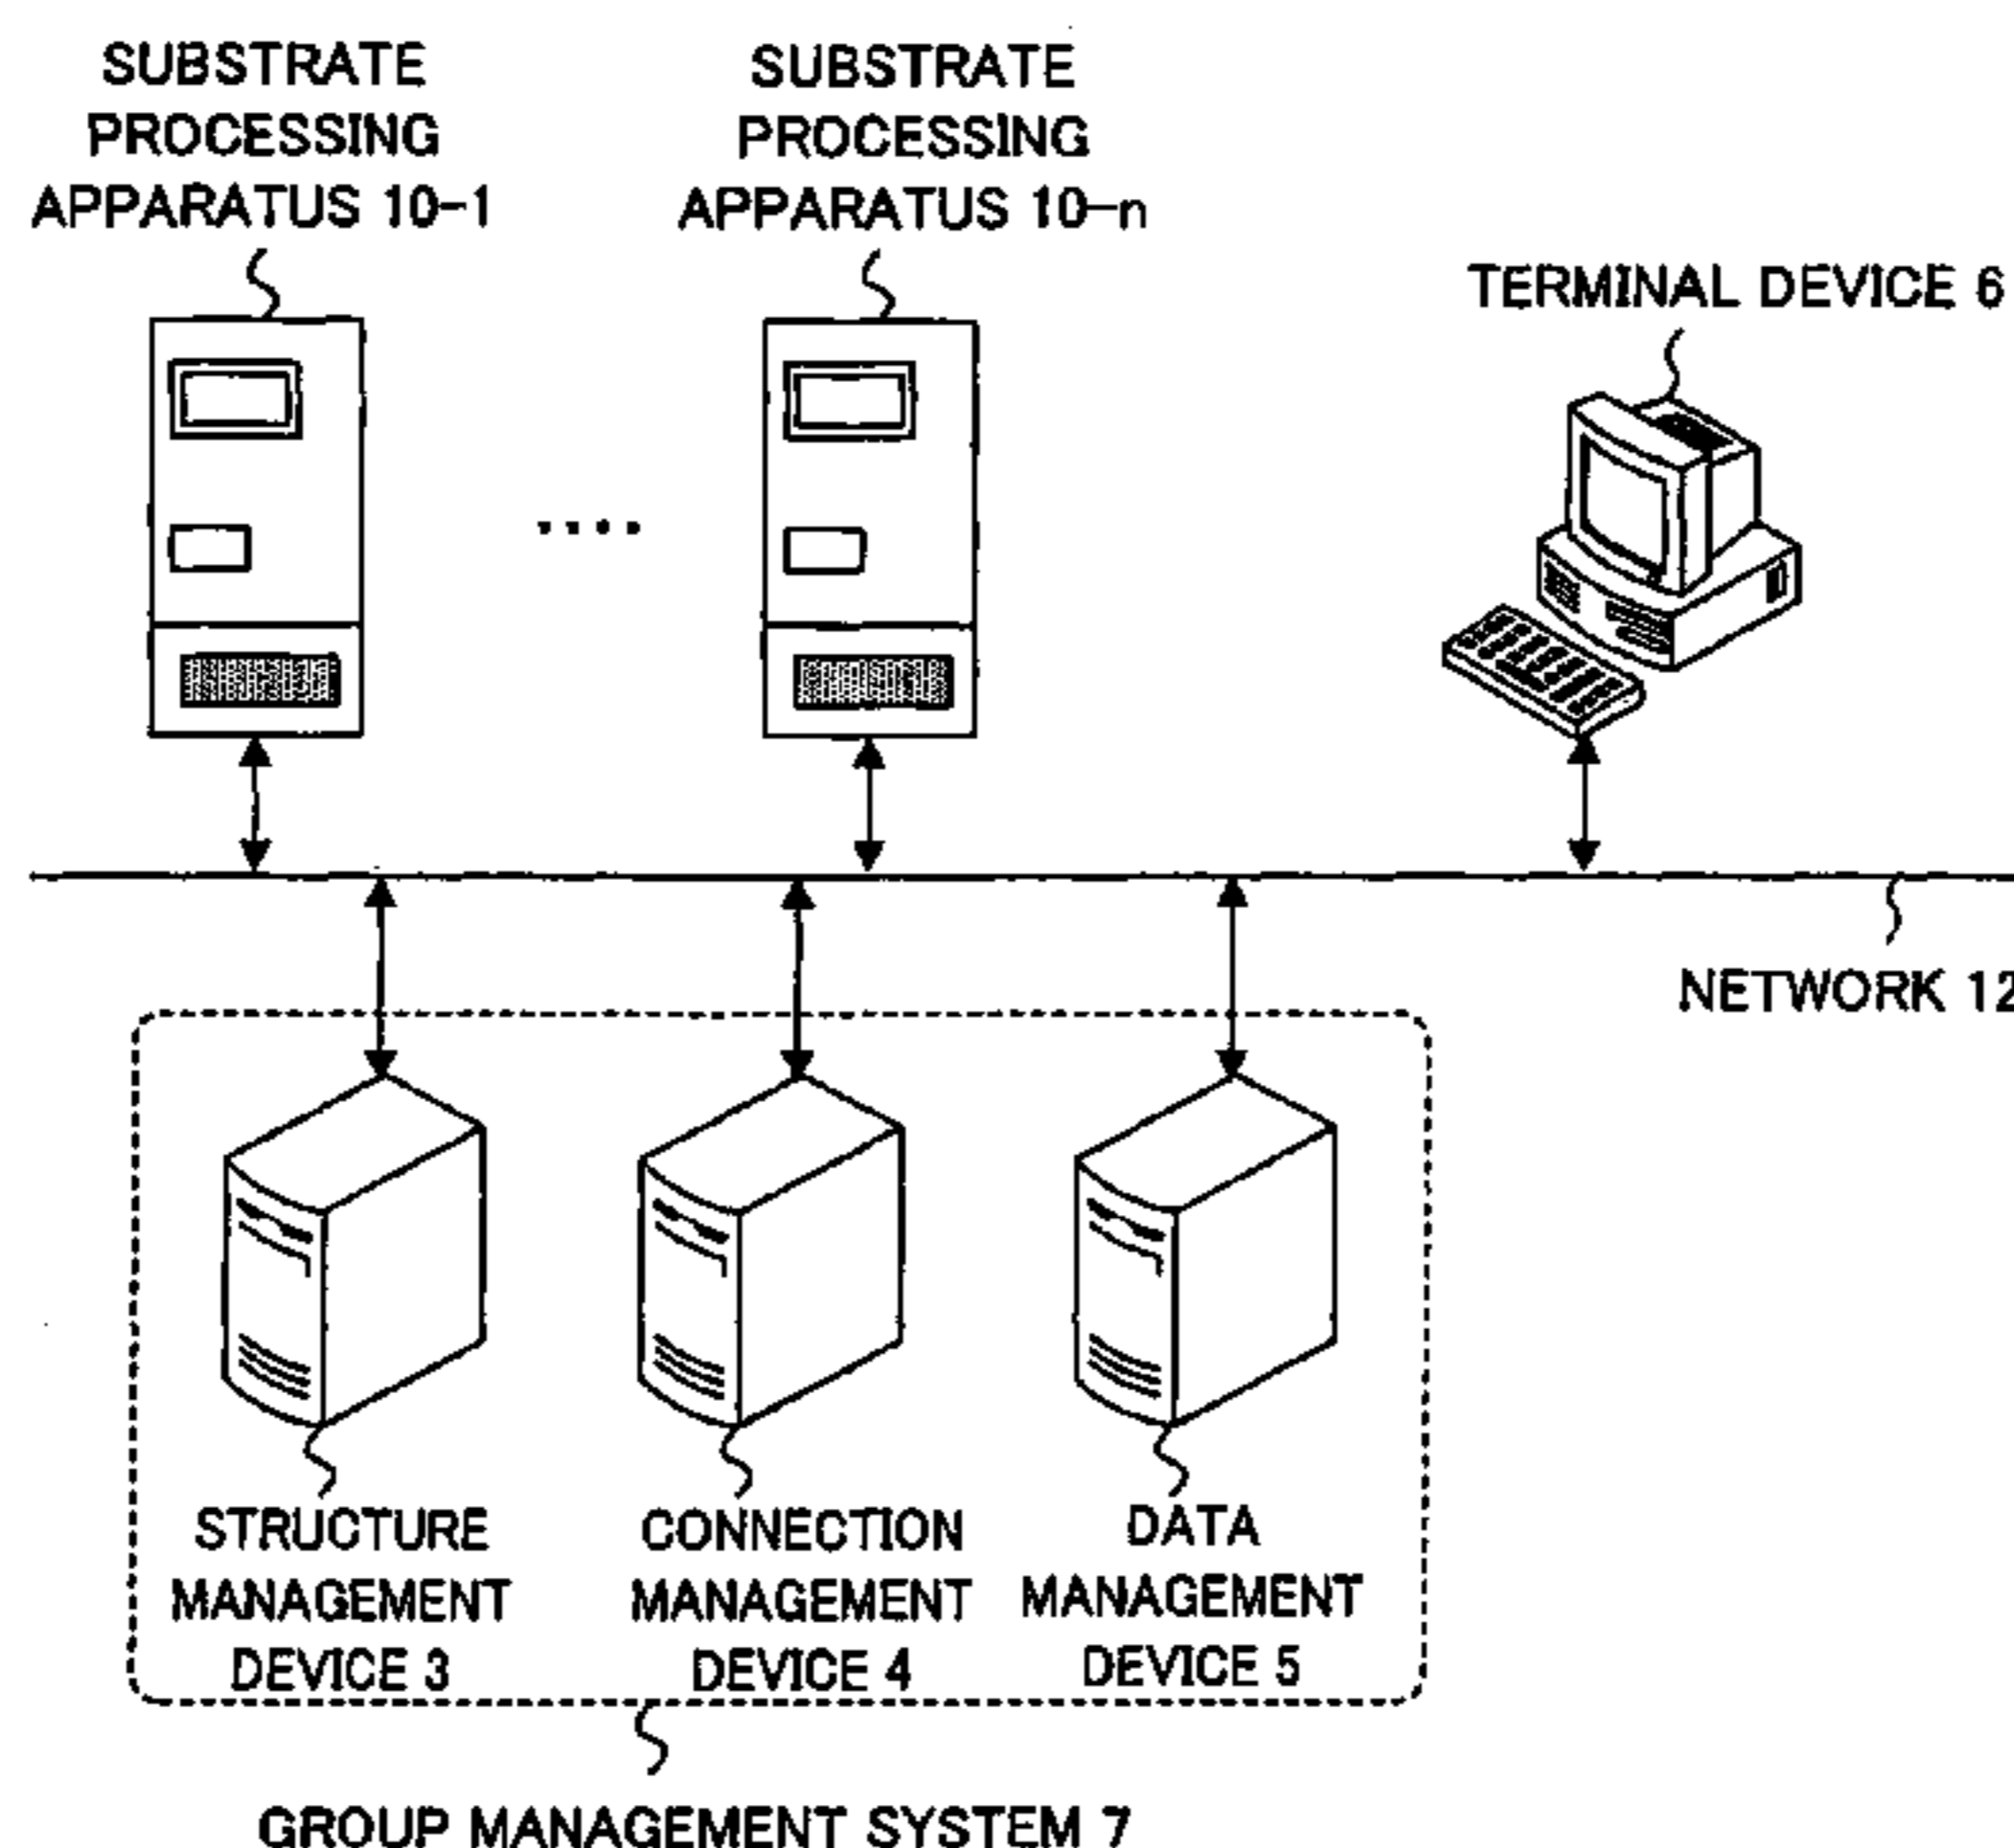 SUBSTRATE
PROCESSING
APPARATUS 10-1
SUBSTRATE
PROCESSING
APPARATUS 10-n
TERMINAL DEVICE 6
NETWORK 12
STRUCTURE
MANAGEMENT
DEVICE 3
CONNECTION
MANAGEMENT
DEVICE 4
DATA
MANAGEMENT
DEVICE 5
GROUP MANAGEMENT SYSTEM 7